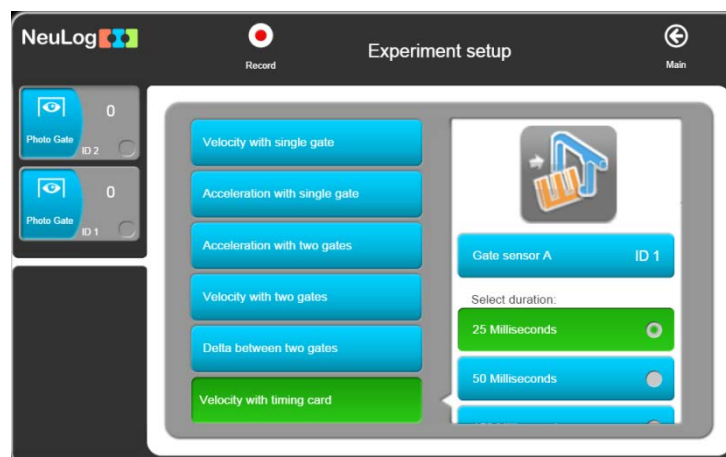 NeuLog
Record
Experiment setup
Main
Photo Gate
0
ID 2
Photo Gate
0
ID 1
Velocity with single gate
Acceleration with single gate
Acceleration with two gates
Velocity with two gates
Delta between two gates
Velocity with timing card
Gate sensor A ID 1
Select duration:
25 Milliseconds
50 Milliseconds